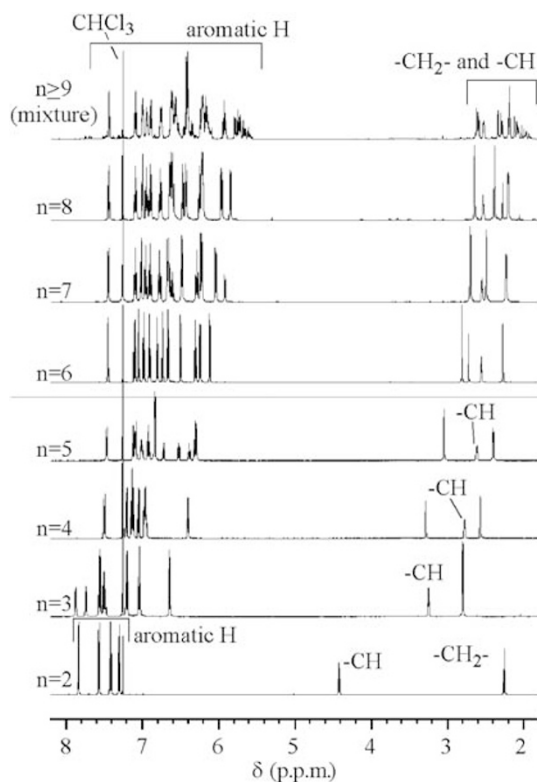 CHCl3
aromatic H
-CH2- and -CH
n≥9
(mixture)
n=8
n=7
n=6
n=5
-CH
n=4
-CH
n=3
-CH
aromatic H
n=2
-CH
-CH2-
8 7 6 5 4 3 2
δ (p.p.m.)